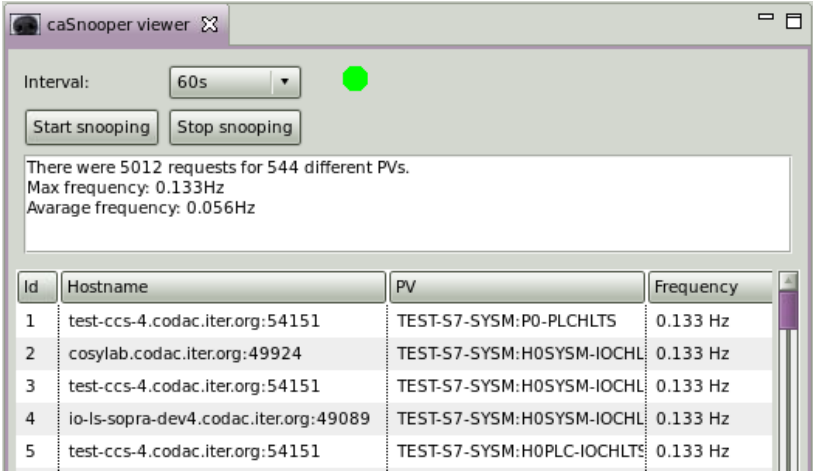 caSnooper viewer
Interval: 60s
Start snooping Stop snooping
There were 5012 requests for 544 different PVs.
Max frequency: 0.133Hz
Avarage frequency: 0.056Hz
Id Hostname PV Frequency
1 test-ccs-4.codac.iter.org:54151 TEST-S7-SYSM:P0-PLCHLTS 0.133 Hz
2 cosylab.codac.iter.org:49924 TEST-S7-SYSM:H0SYSM-IOCHL 0.133 Hz
3 test-ccs-4.codac.iter.org:54151 TEST-S7-SYSM:H0SYSM-IOCHL 0.133 Hz
4 io-ls-sopra-dev4.codac.iter.org:49089 TEST-S7-SYSM:H0SYSM-IOCHL 0.133 Hz
5 test-ccs-4.codac.iter.org:54151 TEST-S7-SYSM:H0PLC-IOCHLTS 0.133 Hz